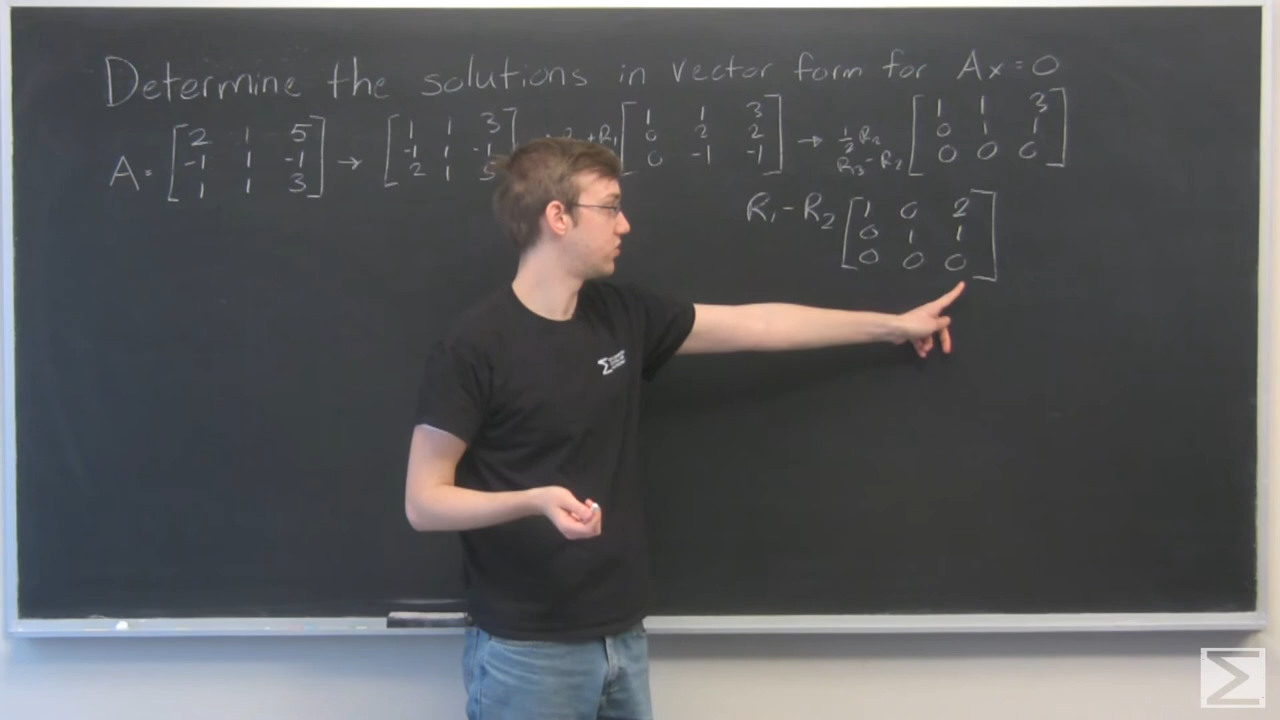 Determine the solutions in vector form for Ax=0
A= [2 1 5 → [1 1 3 [1 1 3 → ½R₂ [1 1 3
-1 1 -1 -1 1 -1 0 2 2 R₃-R₂ 0 1 1
1 1 3] 2 1 5] 0 -1 -1] 0 0 0]
R₁-R₂ [1 0 2
0 1 1
0 0 0]
Σ
Σ